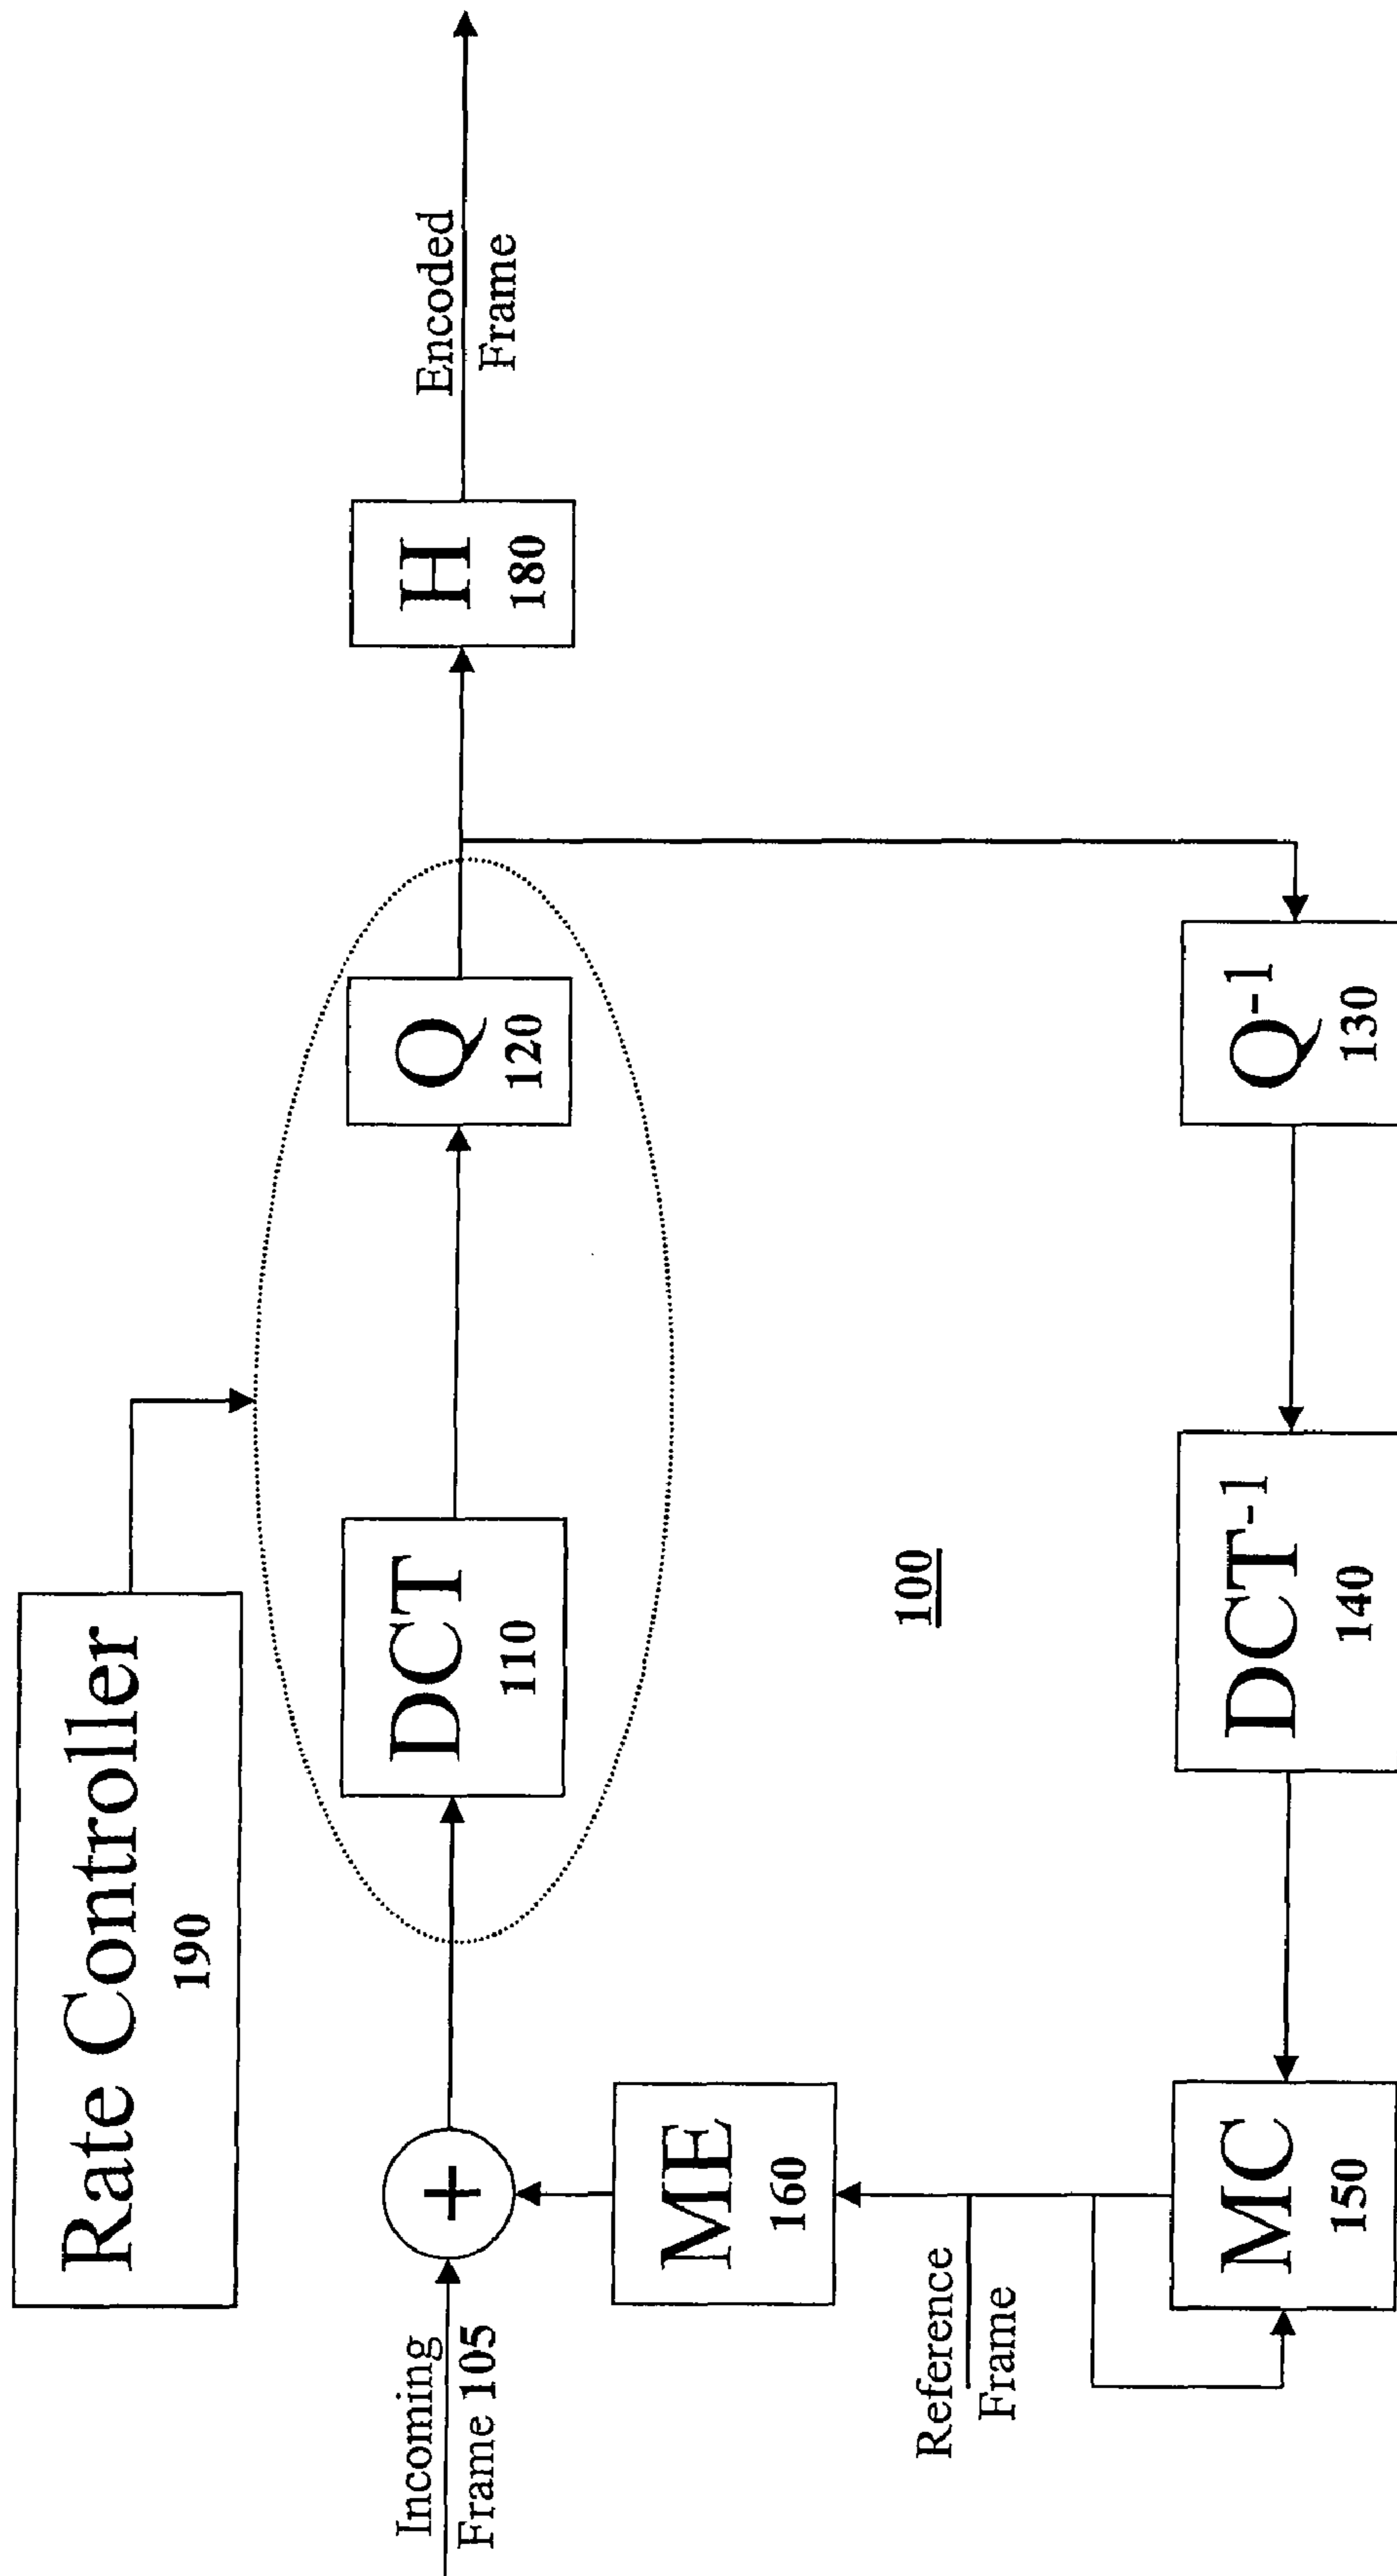 Rate Controller
190
Incoming
Frame 105
+
DCT
110
Q
120
H
180
Encoded
Frame
ME
160
100
Reference
Frame
MC
150
DCT-1
140
Q-1
130